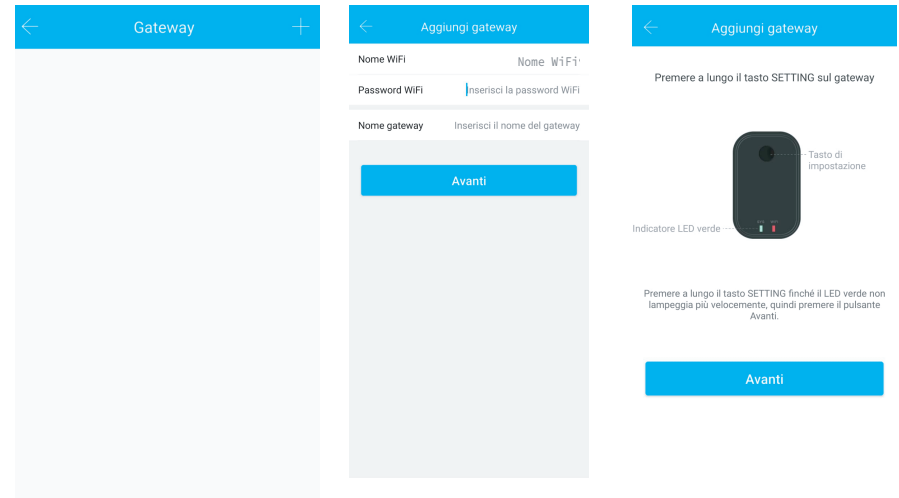 Gateway
Aggiungi gateway
Nome WiFi
Nome WiFi
Password WiFi
Inserisci la password WiFi
Nome gateway
Inserisci il nome del gateway
Avanti
Aggiungi gateway
Premere a lungo il tasto SETTING sul gateway
Tasto di
impostazione
Indicatore LED verde
Premere a lungo il tasto SETTING finché il LED verde non
lampeggia più velocemente, quindi premere il pulsante
Avanti.
Avanti